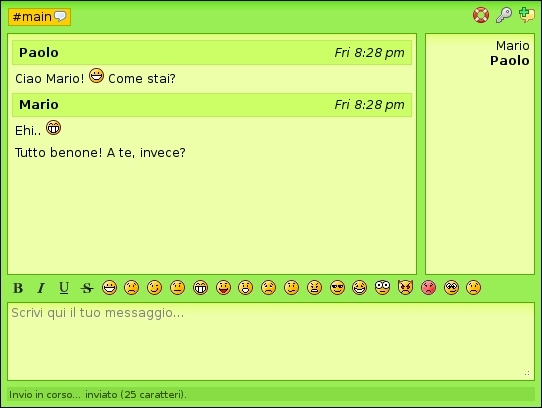 #main
Paolo Fri 8:28 pm
Ciao Mario! Come stai?
Mario Fri 8:28 pm
Ehi..
Tutto benone! A te, invece?
Mario
Paolo
B I U S
Scrivi qui il tuo messaggio...
Invio in corso... inviato (25 caratteri).